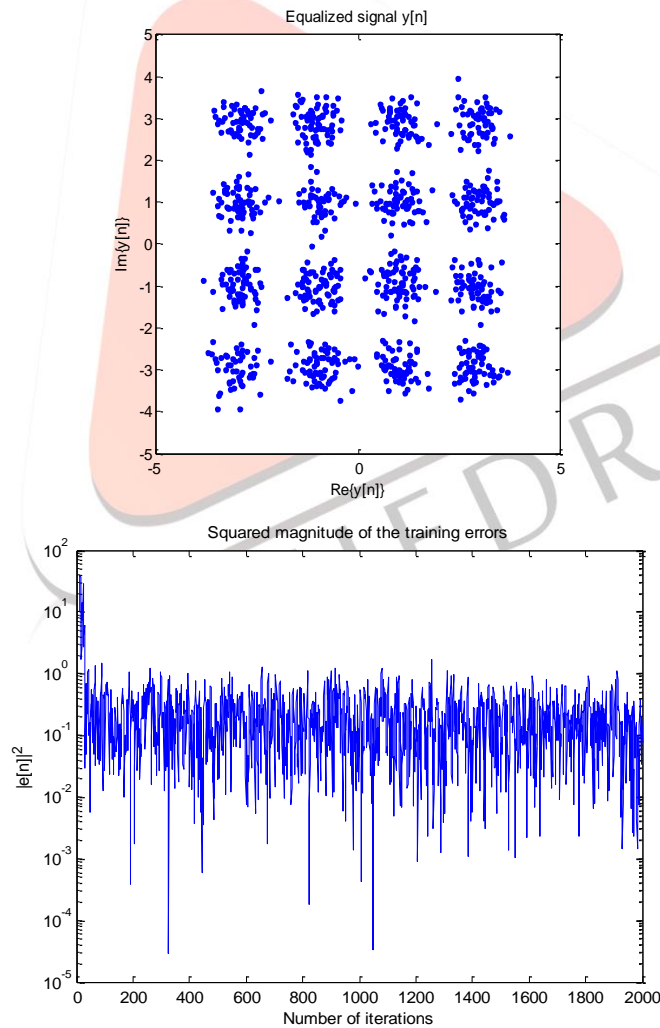 Equalized signal y[n]
5
4
3
2
1
0
-1
-2
-3
-4
-5
Im{y[n]}
-5 0 5
Re{y[n]}
IEDR
Squared magnitude of the training errors
10^2
10^1
10^0
10^-1
10^-2
10^-3
10^-4
10^-5
|e[n]|^2
0 200 400 600 800 1000 1200 1400 1600 1800 2000
Number of iterations